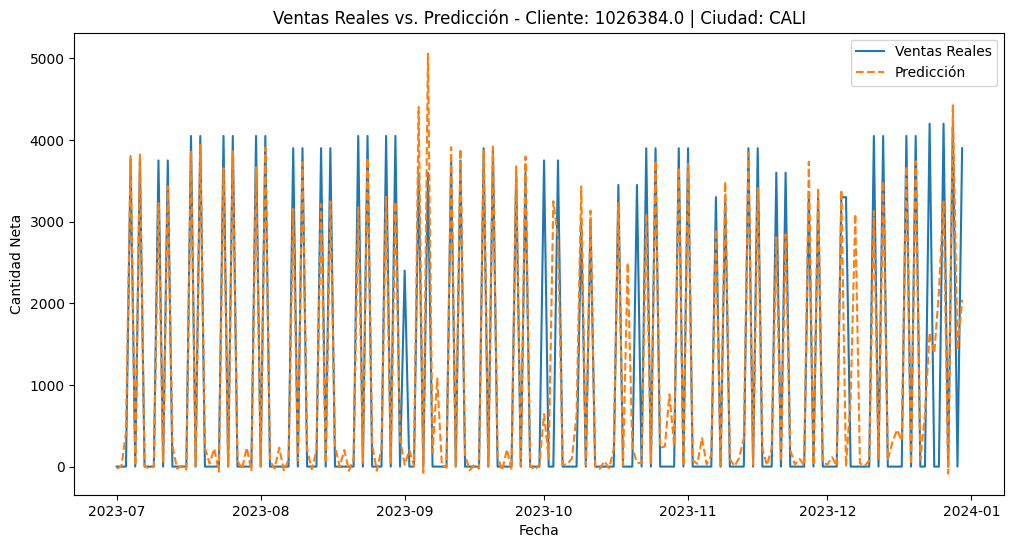 Ventas Reales vs. Predicción - Cliente: 1026384.0 | Ciudad: CALI
Ventas Reales
Predicción
Cantidad Neta
5000
4000
3000
2000
1000
0
2023-07
2023-08
2023-09
2023-10
2023-11
2023-12
2024-01
Fecha